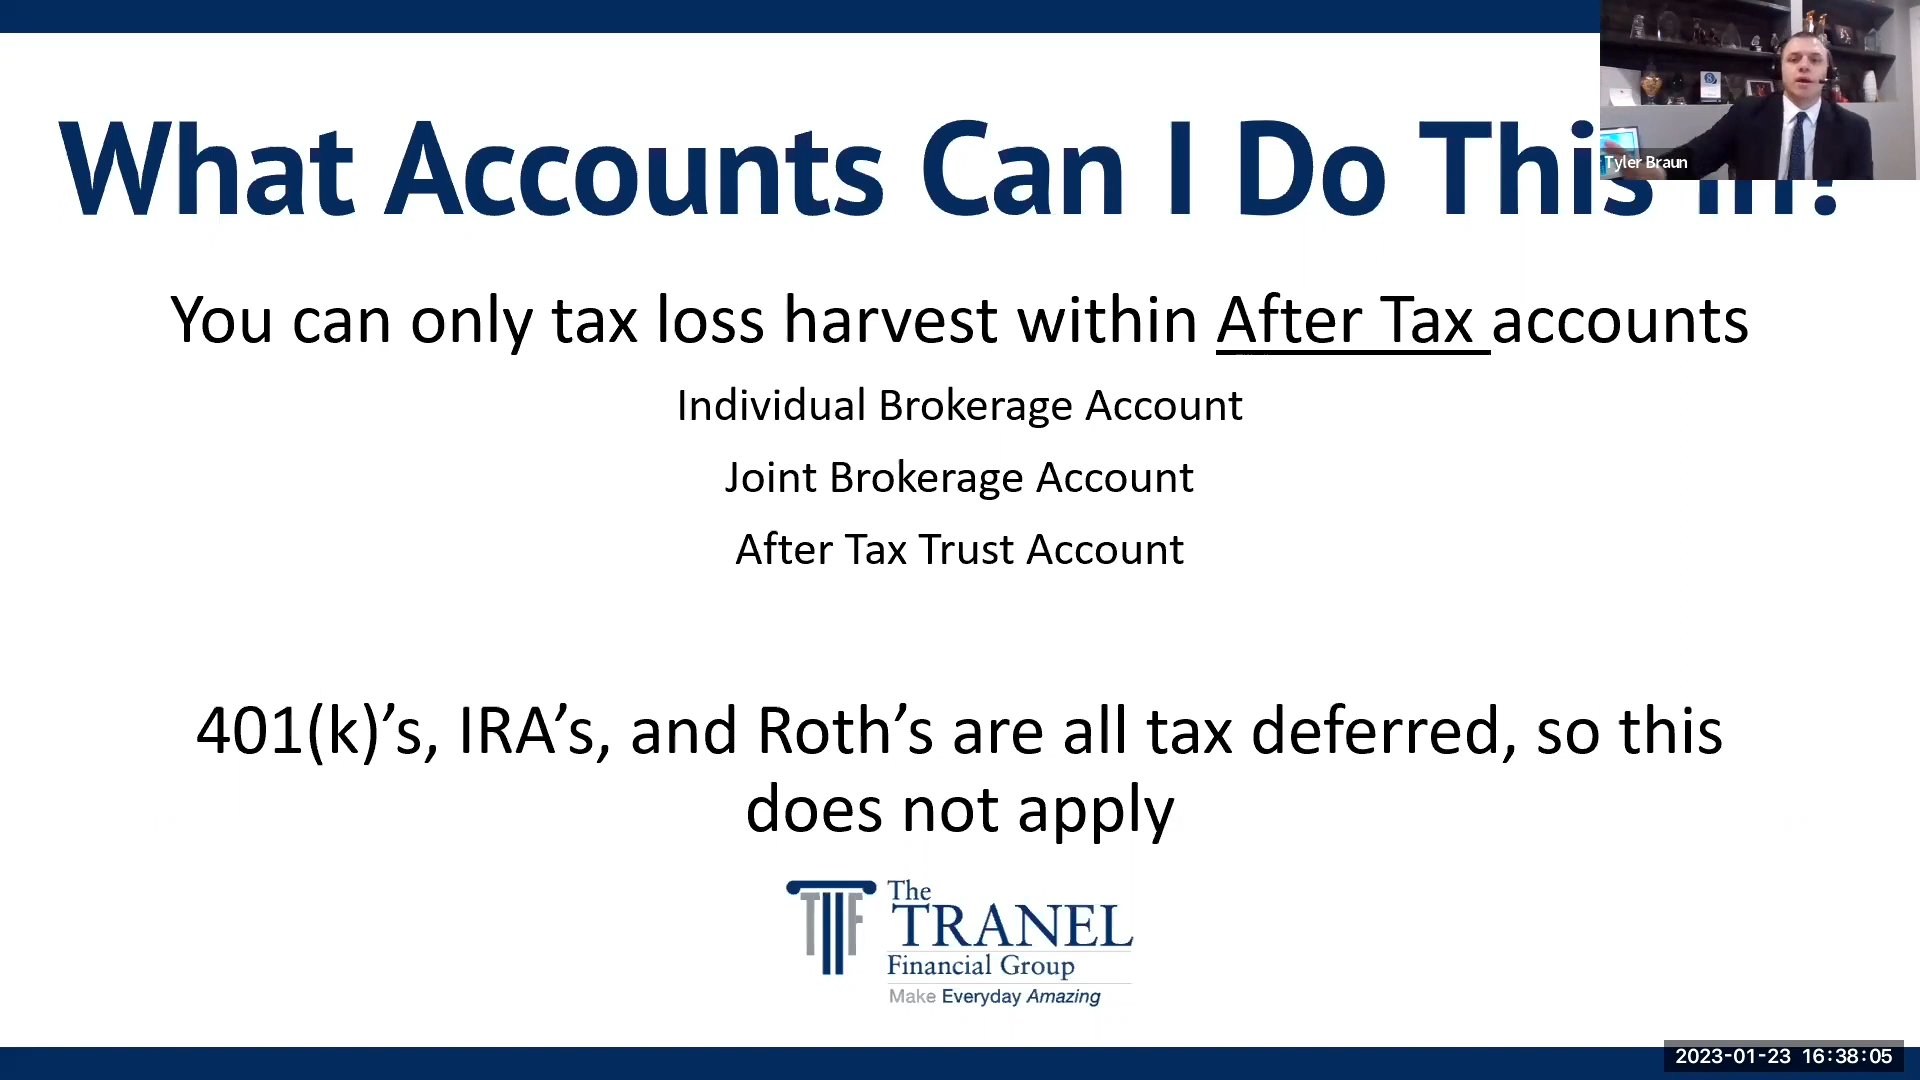 What Accounts Can I Do This In?
Tyler Braun
You can only tax loss harvest within After Tax accounts
Individual Brokerage Account
Joint Brokerage Account
After Tax Trust Account
401(k)’s, IRA’s, and Roth’s are all tax deferred, so this
does not apply
TTF
The
TRANEL
Financial Group
Make Everyday Amazing
2023-01-23 16:38:05